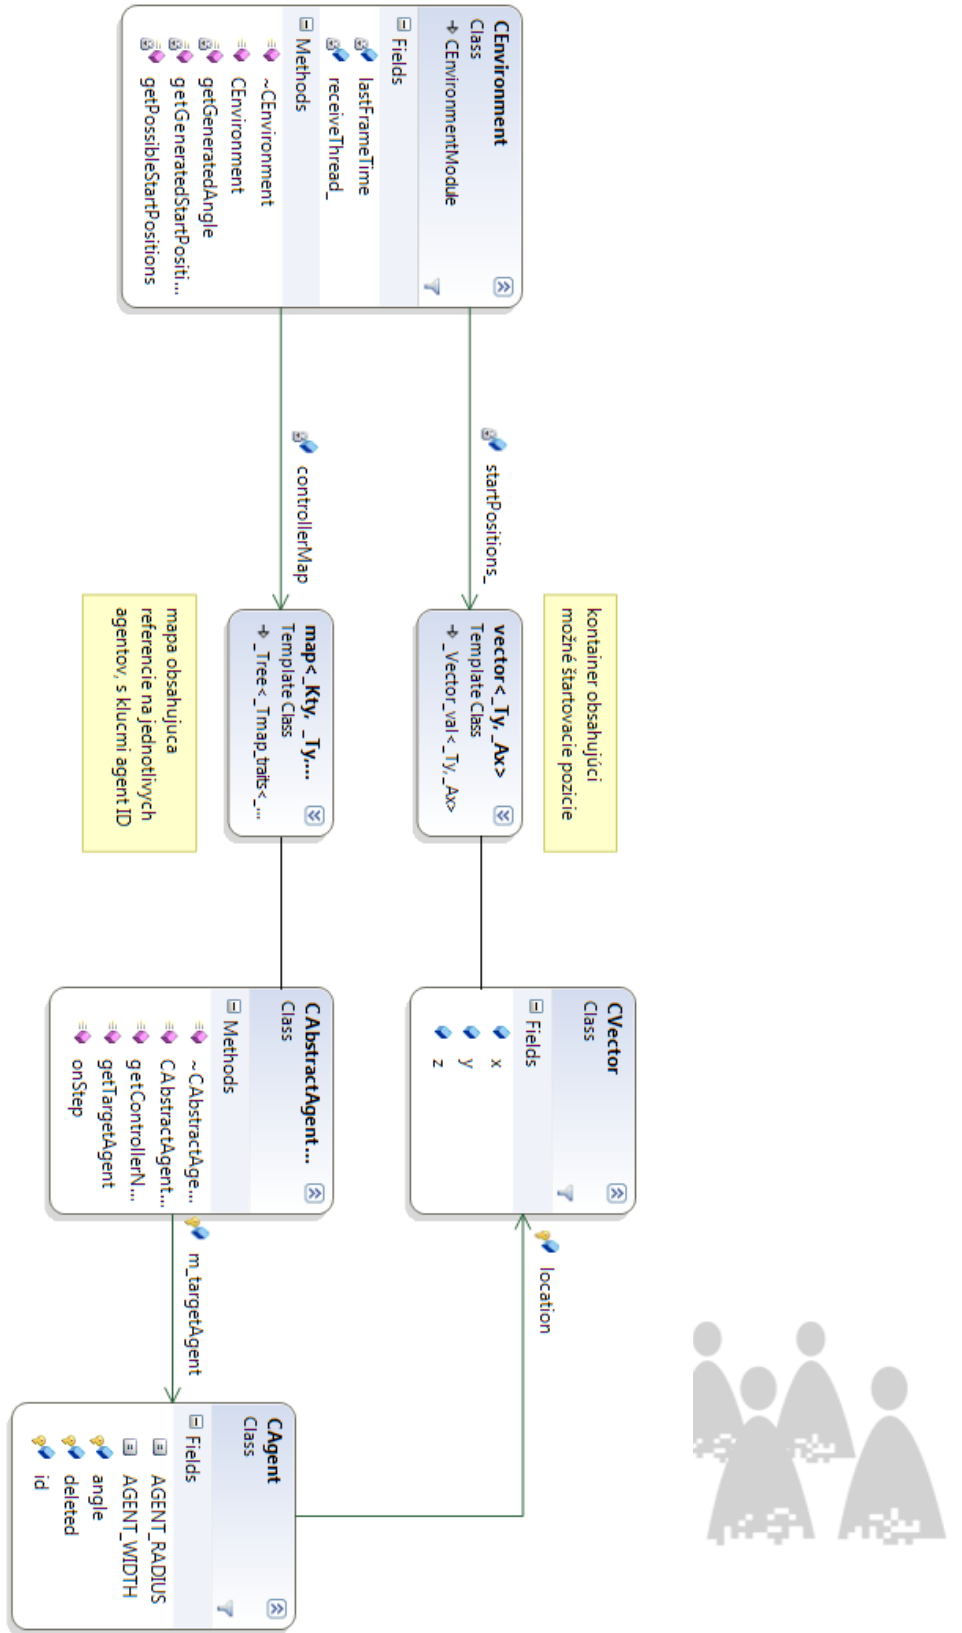 CEnvironment
Class
CEnvironmentModule
Fields
lastFrameTime
receiveThread_
Methods
~CEnvironment
CEnvironment
getGeneratedAngle
getGeneratedStartPositi...
getPossibleStartPositions
startPositions_
controllerMap
kontainer obsahujúci
možné štartovacie pozicie
vector<_Ty, _Ax>
Template Class
_Vector_val<_Ty,_Ax>
map<_Kty, _Ty,...
Template Class
_Tree<_Tmap_traits<_...
mapa obsahujuca
referencie na jednotlivych
agentov, s klucmi agent ID
CVector
Class
Fields
x
y
z
CAbstractAgent...
Class
Methods
~CAbstractAge...
CAbstractAgent...
getControllerN...
getTargetAgent
onStep
location
m_targetAgent
CAgent
Class
Fields
AGENT_RADIUS
AGENT_WIDTH
angle
deleted
id